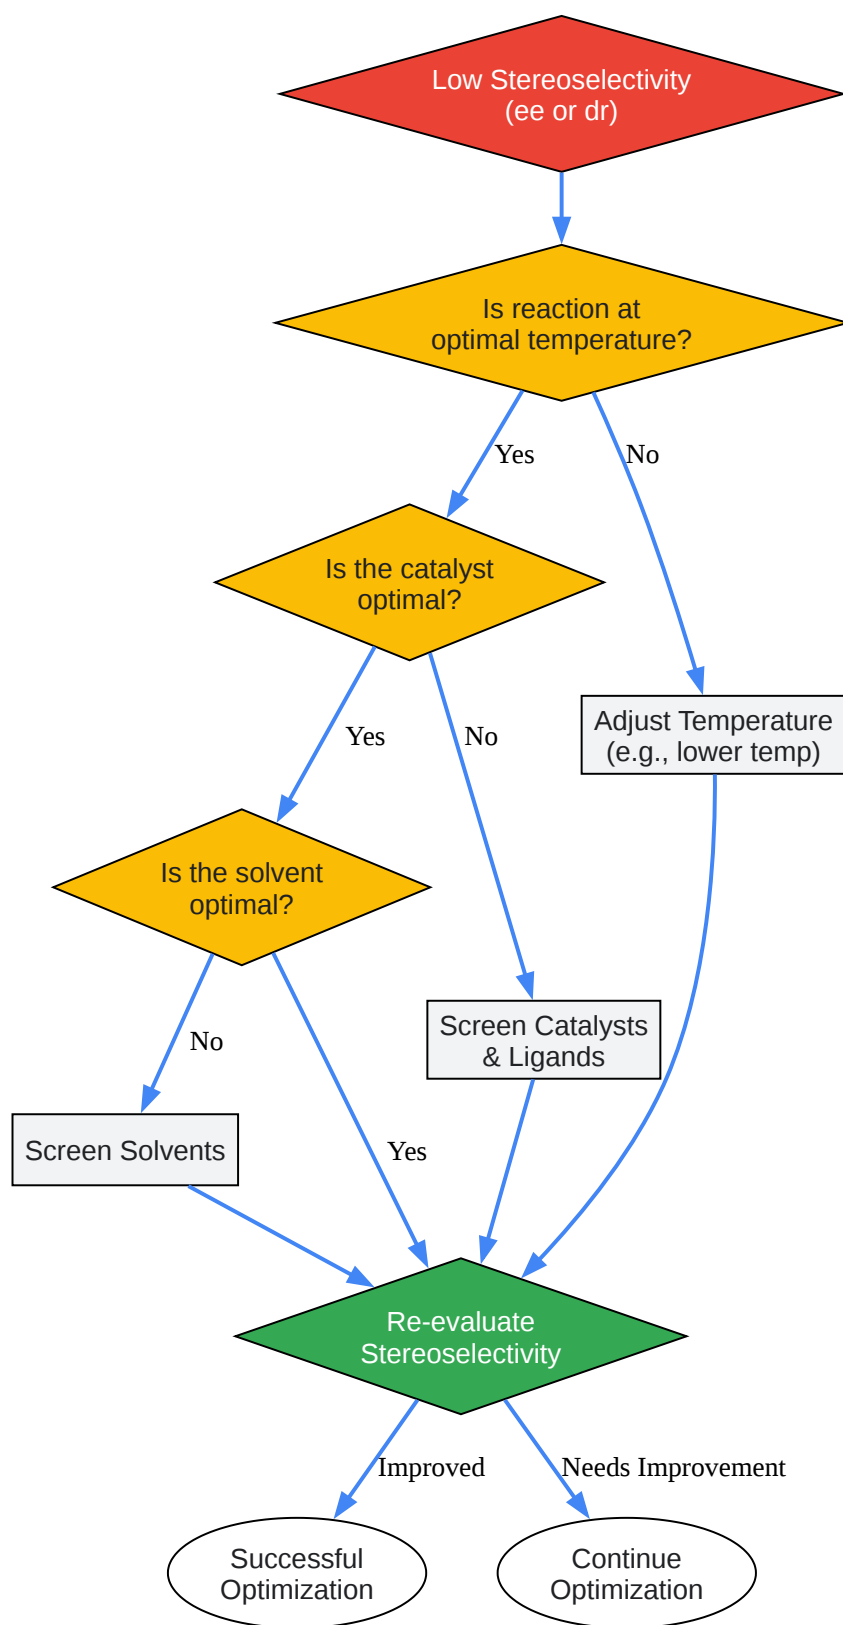 Low Stereoselectivity
(ee or dr)
Is reaction at
optimal temperature?
Yes
No
Is the catalyst
optimal?
Adjust Temperature
(e.g., lower temp)
Yes
No
Is the solvent
optimal?
Screen Catalysts
& Ligands
No
Screen Solvents
Yes
Re-evaluate
Stereoselectivity
Improved
Needs Improvement
Successful
Optimization
Continue
Optimization